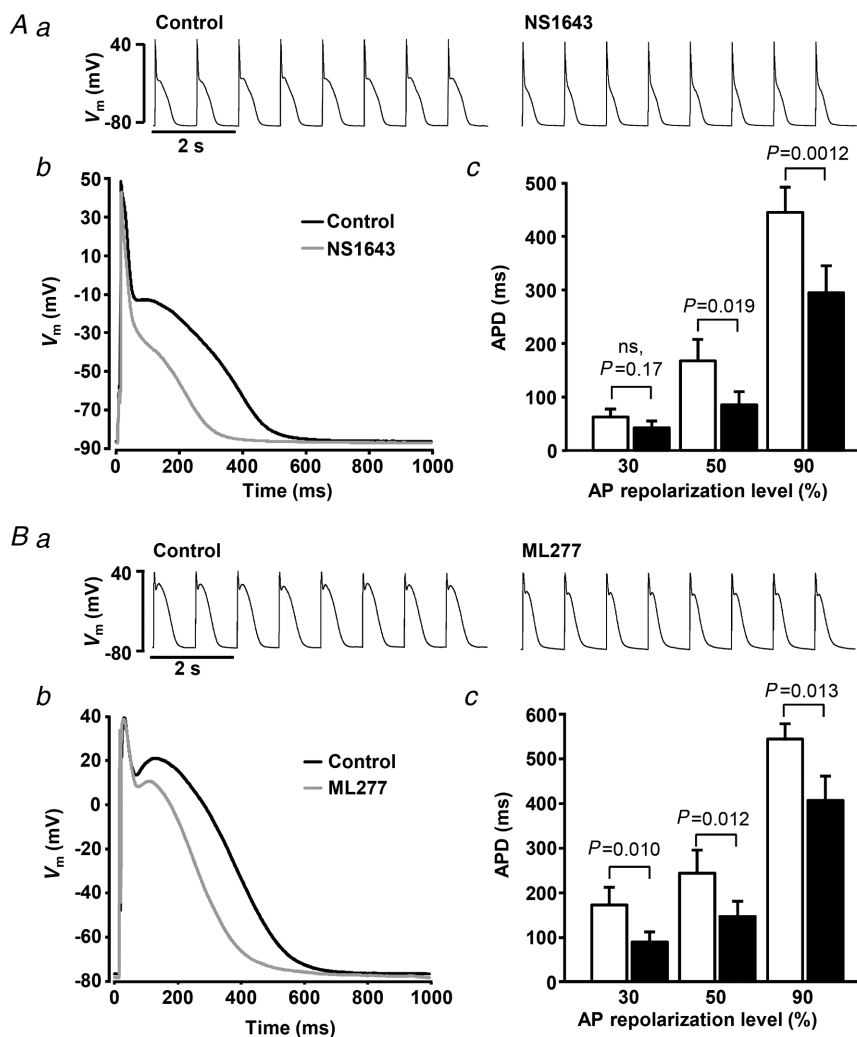 A a
Control
NS1643
40
Vm (mV)
-80
2 s
b
50
30
10
-10
-30
-50
-70
-90
Vm (mV)
Control
NS1643
0 200 400 600 800 1000
Time (ms)
c
P=0.0012
P=0.019
ns,
P=0.17
500
400
300
200
100
0
APD (ms)
30 50 90
AP repolarization level (%)
B a
Control
ML277
40
Vm (mV)
-80
2 s
b
40
20
0
-20
-40
-60
-80
Vm (mV)
Control
ML277
0 200 400 600 800 1000
Time (ms)
c
P=0.013
P=0.012
P=0.010
600
500
400
300
200
100
0
APD (ms)
30 50 90
AP repolarization level (%)